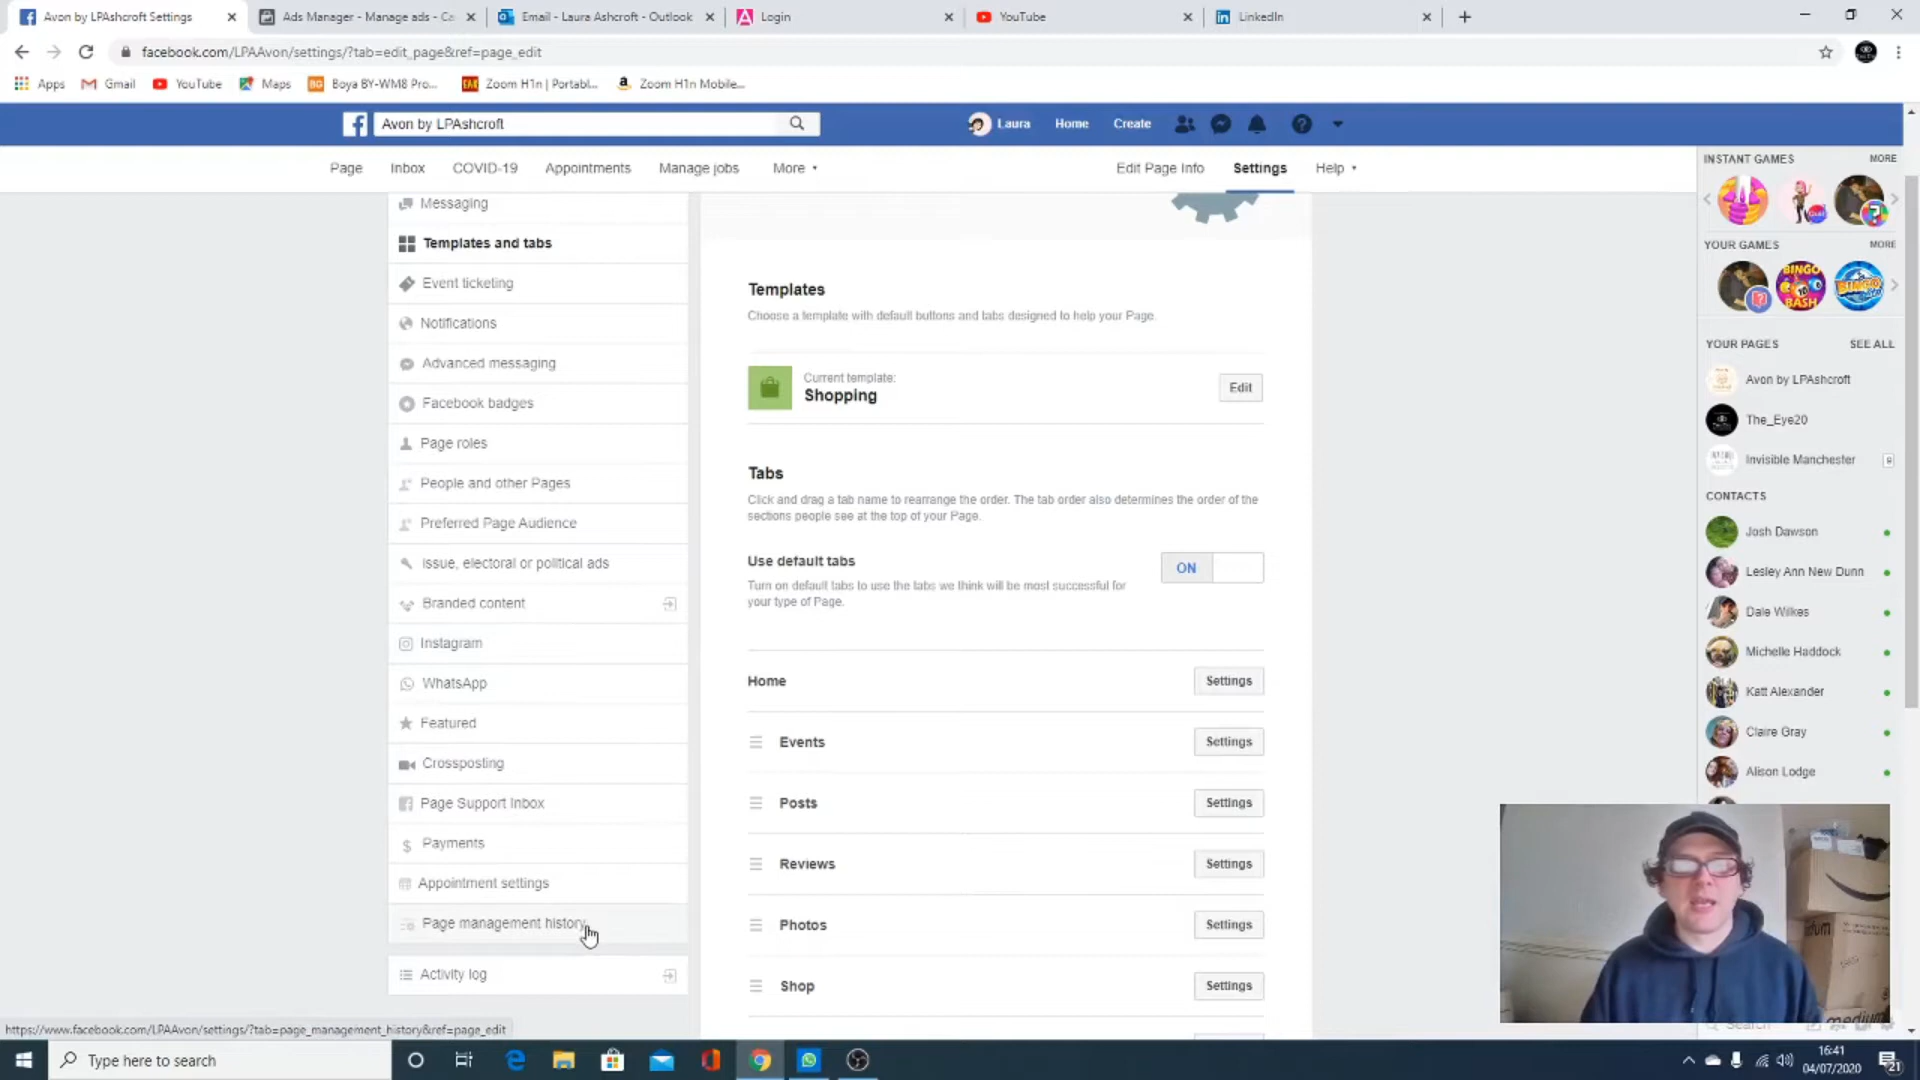 Avon by LPAshcroft Settings
Ads Manager - Manage ads - Ca
Email - Laura Ashcroft - Outlook
Login
YouTube
LinkedIn
facebook.com/LPAAvon/settings/?tab=edit_page&ref=page_edit
Apps
Gmail
YouTube
Maps
Boya BY-WM8 Pro...
Zoom H1n | Portabl...
Zoom H1n Mobile...
Avon by LPAshcroft
Laura
Home
Create
Page
Inbox
COVID-19
Appointments
Manage jobs
More
Edit Page Info
Settings
Help
Messaging
Templates and tabs
Event ticketing
Notifications
Advanced messaging
Facebook badges
Page roles
People and other Pages
Preferred Page Audience
Issue, electoral or political ads
Branded content
Instagram
WhatsApp
Featured
Crossposting
Page Support Inbox
Payments
Appointment settings
Page management history
Activity log
Templates
Choose a template with default buttons and tabs designed to help your Page.
Current template:
Shopping
Edit
Tabs
Click and drag a tab name to rearrange the order. The tab order also determines the order of the
sections people see at the top of your Page.
Use default tabs
ON
Turn on default tabs to use the tabs we think will be most successful for
your type of Page.
Home
Settings
Events
Settings
Posts
Settings
Reviews
Settings
Photos
Settings
Shop
Settings
INSTANT GAMES
MORE
YOUR GAMES
MORE
BINGO
BASH
YOUR PAGES
SEE ALL
Avon by LPAshcroft
The_Eye20
Invisible Manchester
CONTACTS
Josh Dawson
Lesley Ann New Dunn
Dale Wilkes
Michelle Haddock
Katt Alexander
Claire Gray
Alison Lodge
Search
medium
https://www.facebook.com/LPAAvon/settings/?tab=page_management_history&ref=page_edit
Type here to search
16:41
04/07/2020
21